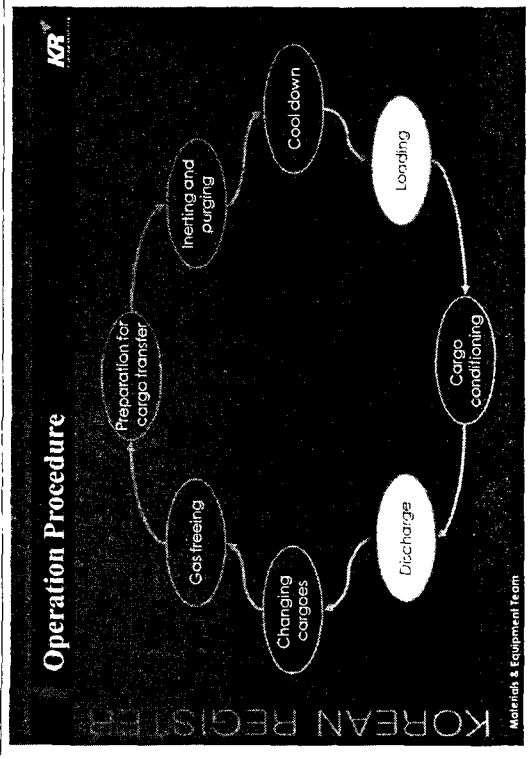 Operation Procedure
KR
Preparation for
cargo transfer
Inerting and
purging
Cool down
Loading
Cargo
conditioning
Discharge
Changing
cargoes
Gas freeing
KOREAN REGISTER
Materials & Equipment Team